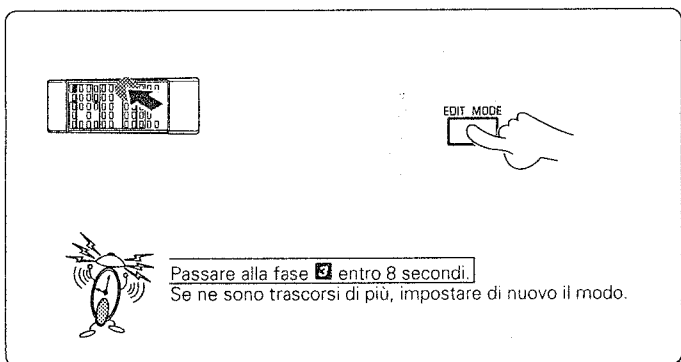 EDIT MODE
Passare alla fase 3 entro 8 secondi.
Se ne sono trascorsi di più, impostare di nuovo il modo.